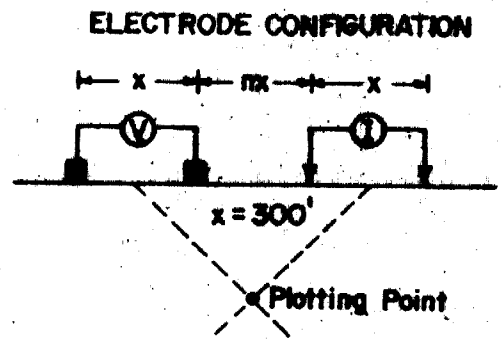 ELECTRODE CONFIGURATION
x nx x
V I
x = 300'
Plotting Point